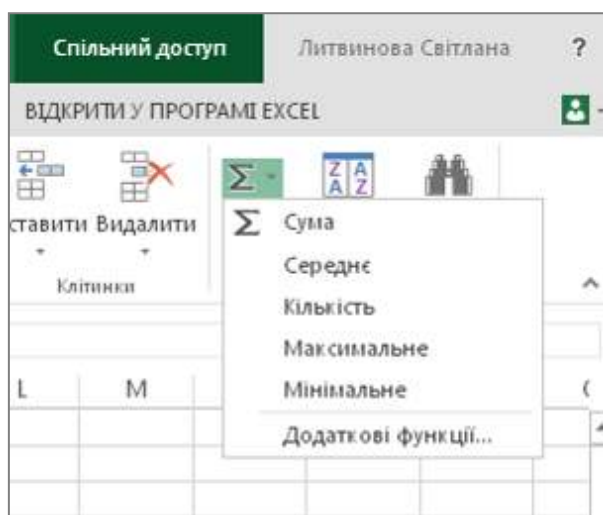 Спільний доступ Литвинова Світлана ?
ВІДКРИТИ У ПРОГРАМІ EXCEL
Σ Z A A Z
ставити Видалити
Σ Сума
Середнє
Клітинки
Кількість
Максимальне
L M Мінімальне
Додаткові функції...